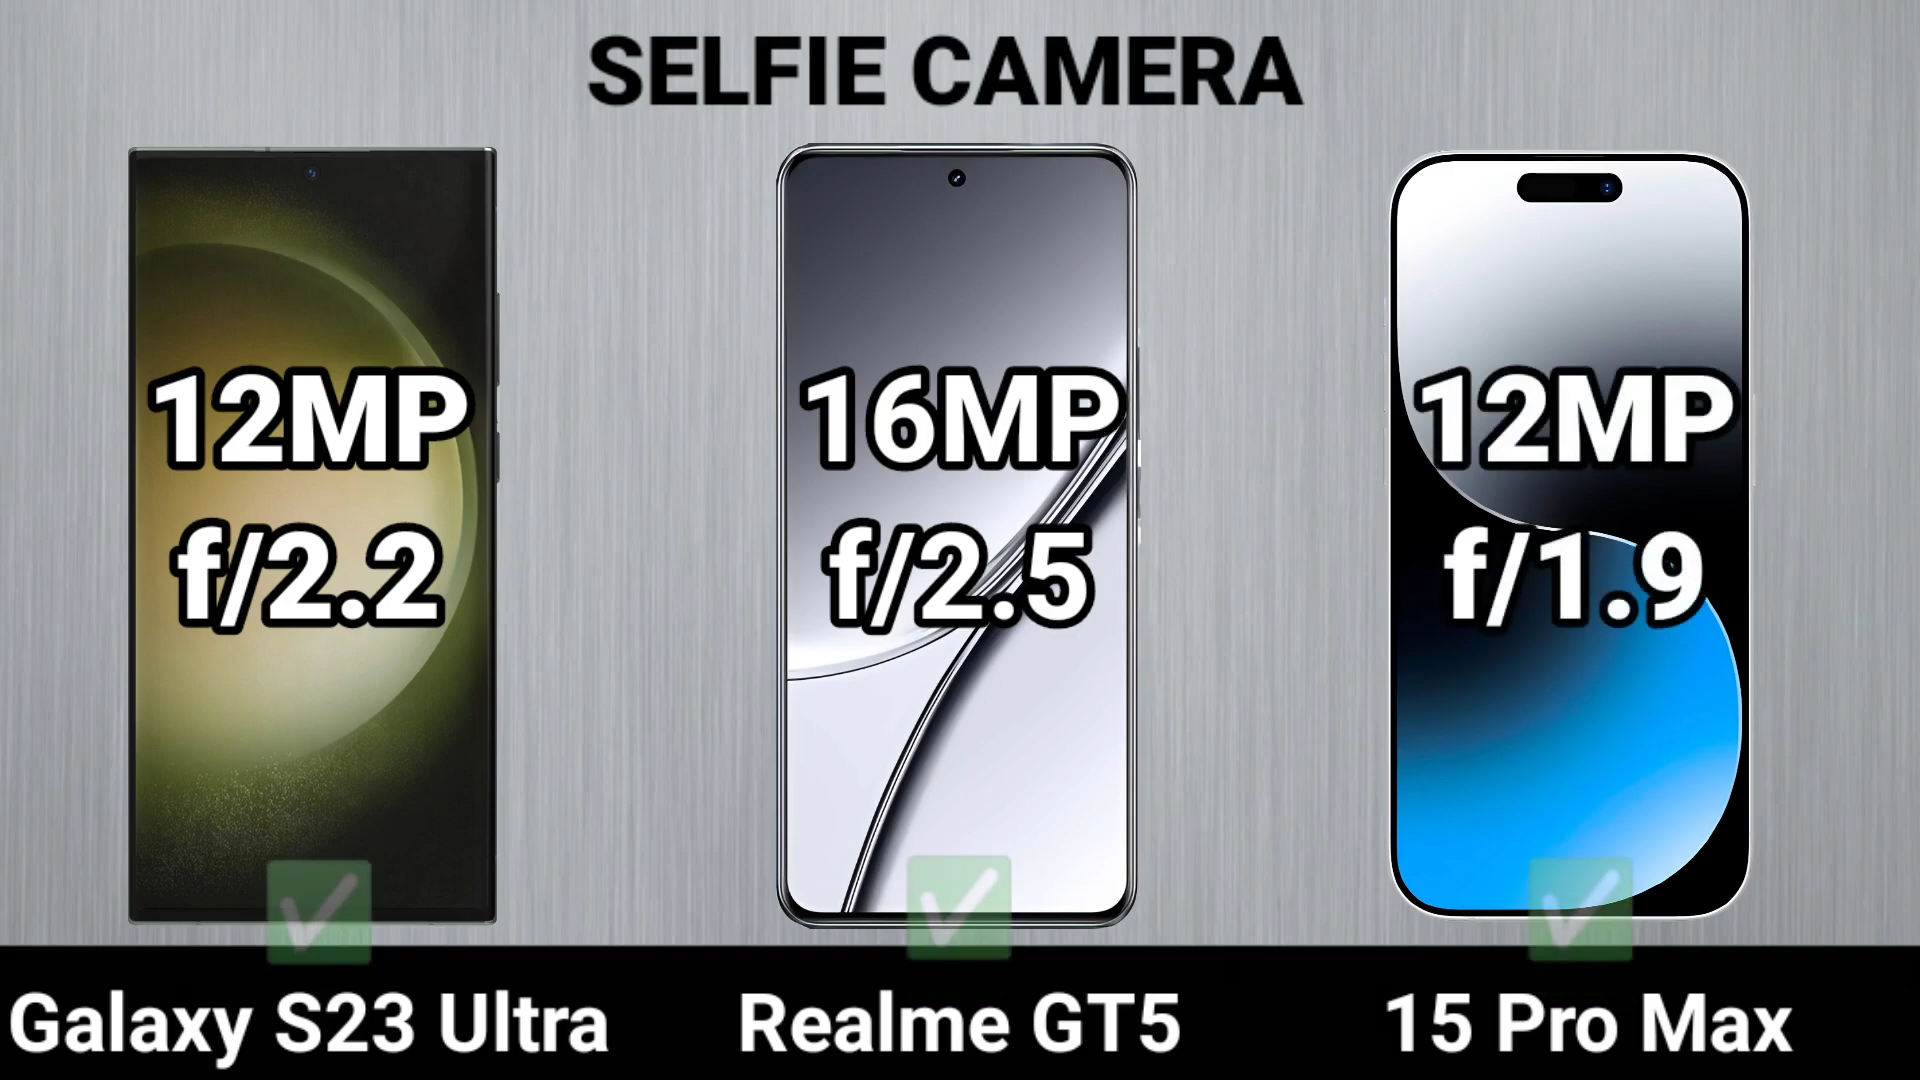 SELFIE CAMERA
12MP
f/2.2
16MP
f/2.5
12MP
f/1.9
Galaxy S23 Ultra
Realme GT5
15 Pro Max